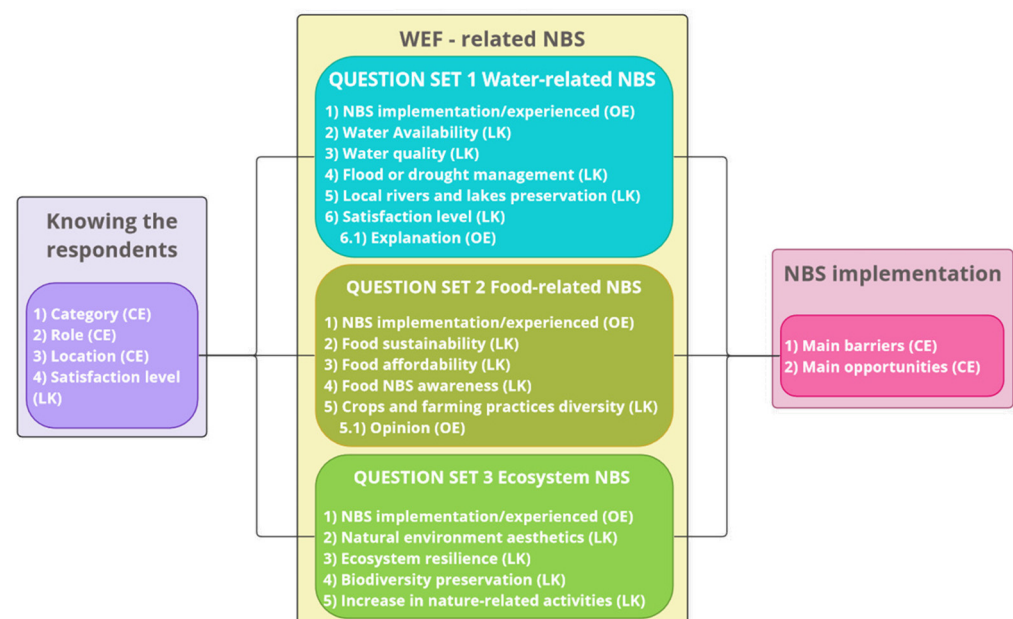 Knowing the
respondents
1) Category (CE)
2) Role (CE)
3) Location (CE)
4) Satisfaction level
(LK)
WEF - related NBS
QUESTION SET 1 Water-related NBS
1) NBS implementation/experienced (OE)
2) Water Availability (LK)
3) Water quality (LK)
4) Flood or drought management (LK)
5) Local rivers and lakes preservation (LK)
6) Satisfaction level (LK)
6.1) Explanation (OE)
QUESTION SET 2 Food-related NBS
1) NBS implementation/experienced (OE)
2) Food sustainability (LK)
3) Food affordability (LK)
4) Food NBS awareness (LK)
5) Crops and farming practices diversity (LK)
5.1) Opinion (OE)
QUESTION SET 3 Ecosystem NBS
1) NBS implementation/experienced (OE)
2) Natural environment aesthetics (LK)
3) Ecosystem resilience (LK)
4) Biodiversity preservation (LK)
5) Increase in nature-related activities (LK)
NBS implementation
1) Main barriers (CE)
2) Main opportunities (CE)